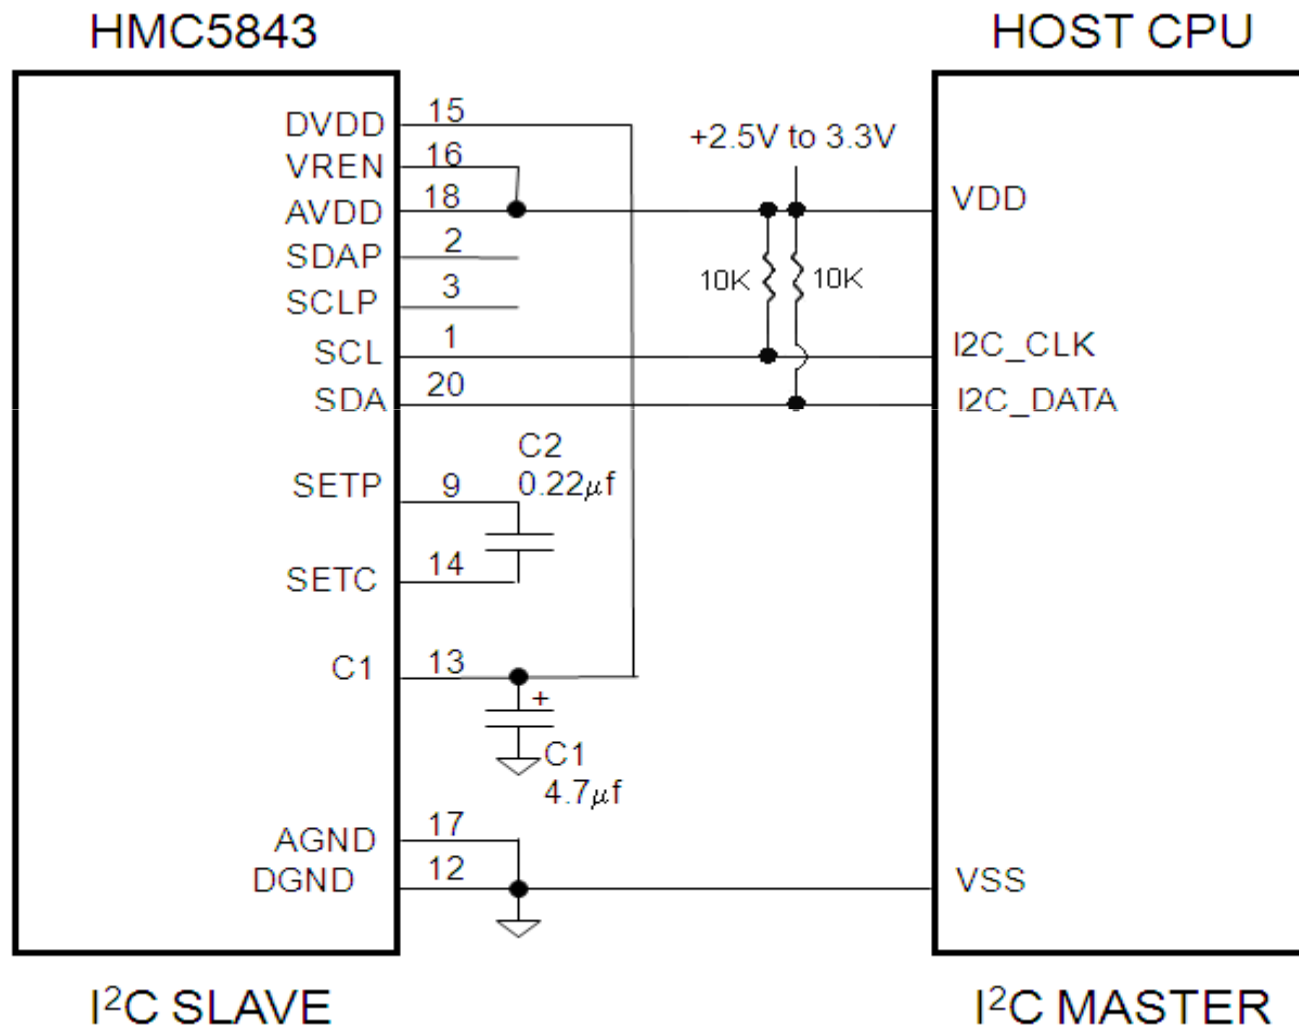 HMC5843
HOST CPU
DVDD 15
VREN 16
AVDD 18
SDAP 2
SCLP 3
SCL 1
SDA 20
SETP 9
SETC 14
C1 13
AGND 17
DGND 12
C2
0.22μf
+
C1
4.7μf
+2.5V to 3.3V
10K 10K
VDD
I2C_CLK
I2C_DATA
VSS
I²C SLAVE
I²C MASTER